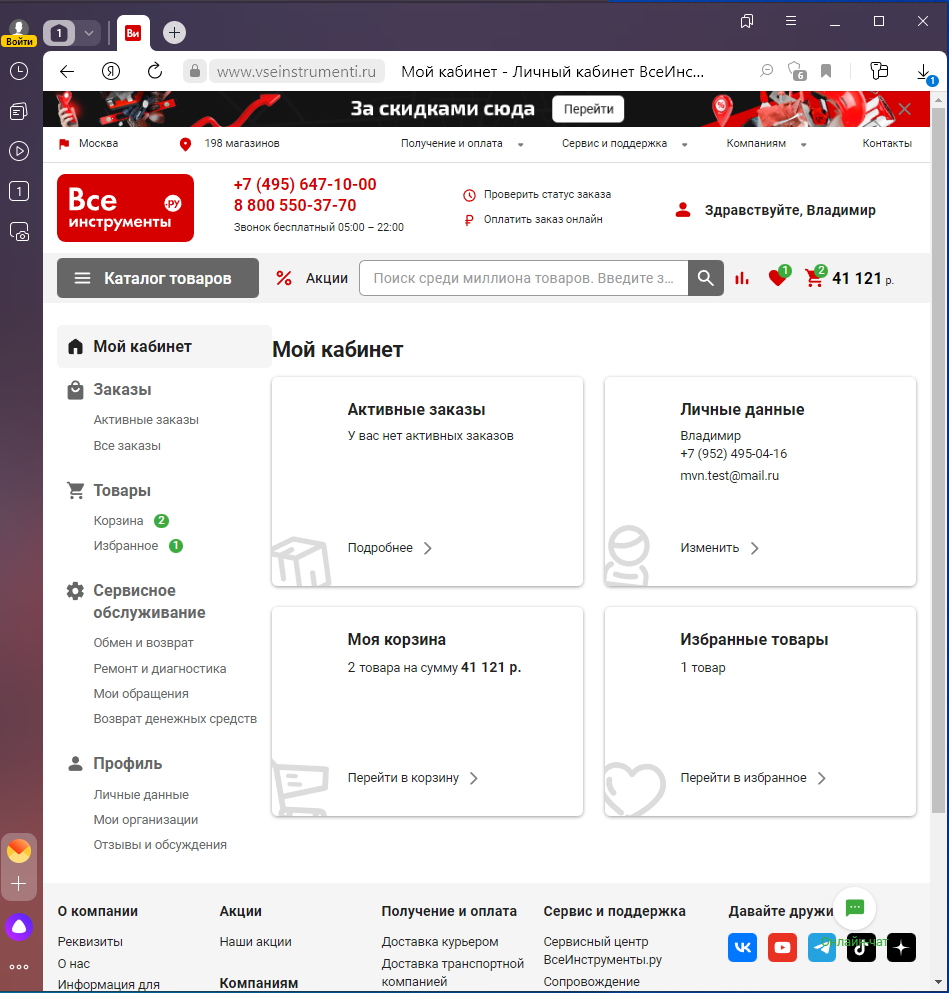 Войти
1
Ви
www.vseinstrumenti.ru
Мой кабинет - Личный кабинет ВсеИнс...
6
1
1
За скидками сюда
Перейти
Москва
198 магазинов
Получение и оплата
Сервис и поддержка
Компаниям
Контакты
Все
инструменты
.РУ
+7 (495) 647-10-00
8 800 550-37-70
Звонок бесплатный 05:00 – 22:00
Проверить статус заказа
Оплатить заказ онлайн
Здравствуйте, Владимир
Каталог товаров
% Акции
Поиск среди миллиона товаров. Введите з...
1
2
41 121 р.
Мой кабинет
Заказы
Активные заказы
Все заказы
Товары
Корзина 2
Избранное 1
Сервисное
обслуживание
Обмен и возврат
Ремонт и диагностика
Мои обращения
Возврат денежных средств
Профиль
Личные данные
Мои организации
Отзывы и обсуждения
Мой кабинет
Активные заказы
У вас нет активных заказов
Подробнее
Личные данные
Владимир
+7 (952) 495-04-16
mvn.test@mail.ru
Изменить
Моя корзина
2 товара на сумму 41 121 р.
Перейти в корзину
Избранные товары
1 товар
Перейти в избранное
О компании
Реквизиты
О нас
Информация для
Акции
Наши акции
Компаниям
Получение и оплата
Доставка курьером
Доставка транспортной
компанией
Сервис и поддержка
Сервисный центр
ВсеИнструменты.ру
Сопровождение
Давайте дружи
Онлайн-чат